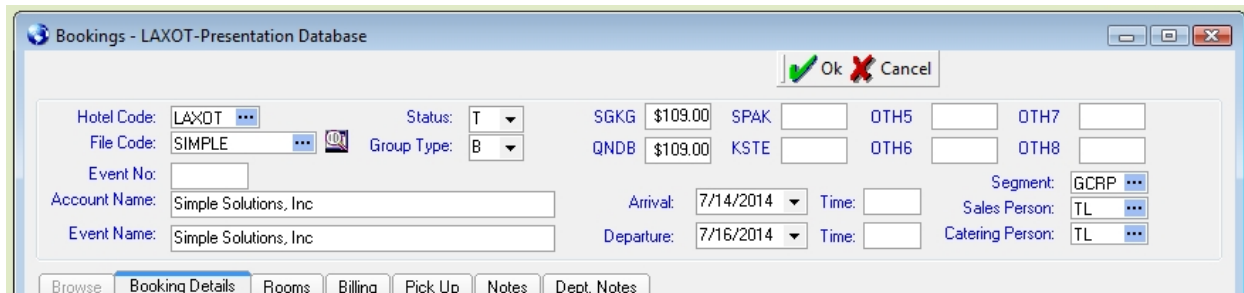 Bookings - LAXOT-Presentation Database
Ok Cancel
Hotel Code: LAXOT ... Status: T SGKG $109.00 SPAK OTH5 OTH7
File Code: SIMPLE ... Group Type: B QNDB $109.00 KSTE OTH6 OTH8
Event No: Segment: GCRP ...
Account Name: Simple Solutions, Inc Arrival: 7/14/2014 Time: Sales Person: TL ...
Event Name: Simple Solutions, Inc Departure: 7/16/2014 Time: Catering Person: TL ...
Browse Booking Details Rooms Billing Pick Up Notes Dept. Notes